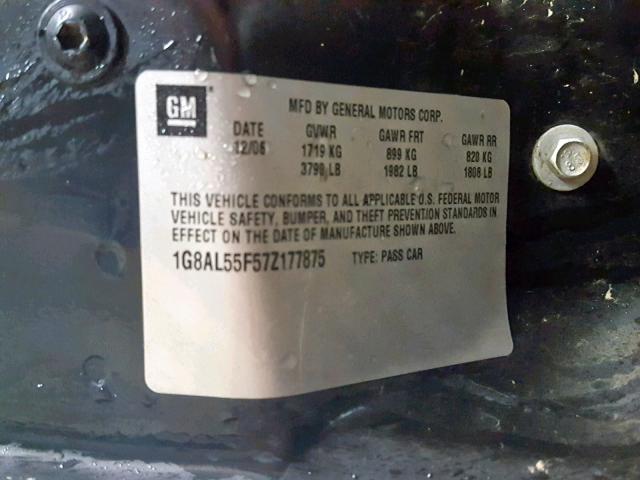 GM
MFD BY GENERAL MOTORS CORP.
DATE GVWR GAWR FRT GAWR RR
12/06 1719 KG 899 KG 820 KG
3790 LB 1982 LB 1808 LB
THIS VEHICLE CONFORMS TO ALL APPLICABLE U.S. FEDERAL MOTOR
VEHICLE SAFETY, BUMPER, AND THEFT PREVENTION STANDARDS IN
EFFECT ON THE DATE OF MANUFACTURE SHOWN ABOVE.
1G8AL55F57Z177875 TYPE: PASS CAR